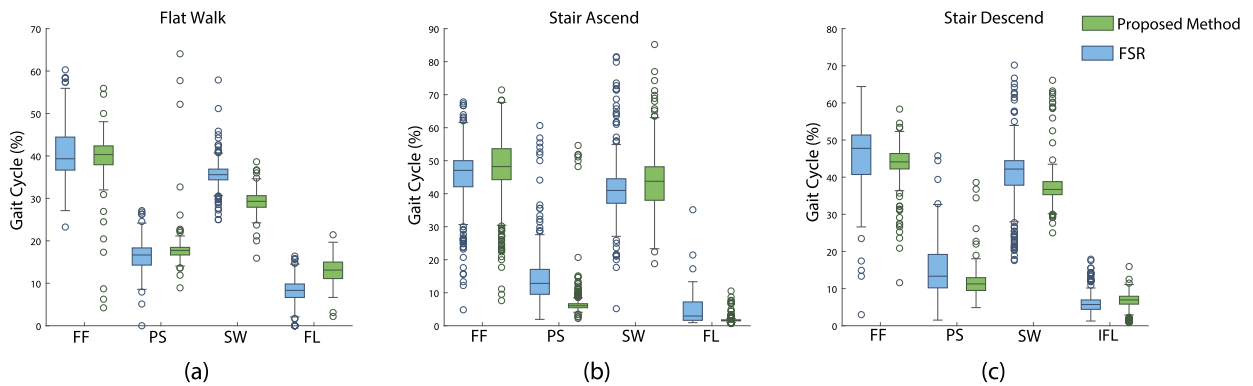 Flat Walk
Stair Ascend
Stair Descend
Proposed Method
FSR
Gait Cycle (%)
70
60
50
40
30
20
10
0
FF
PS
SW
FL
(a)
Gait Cycle (%)
90
80
70
60
50
40
30
20
10
0
FF
PS
SW
FL
(b)
Gait Cycle (%)
80
70
60
50
40
30
20
10
0
FF
PS
SW
IFL
(c)